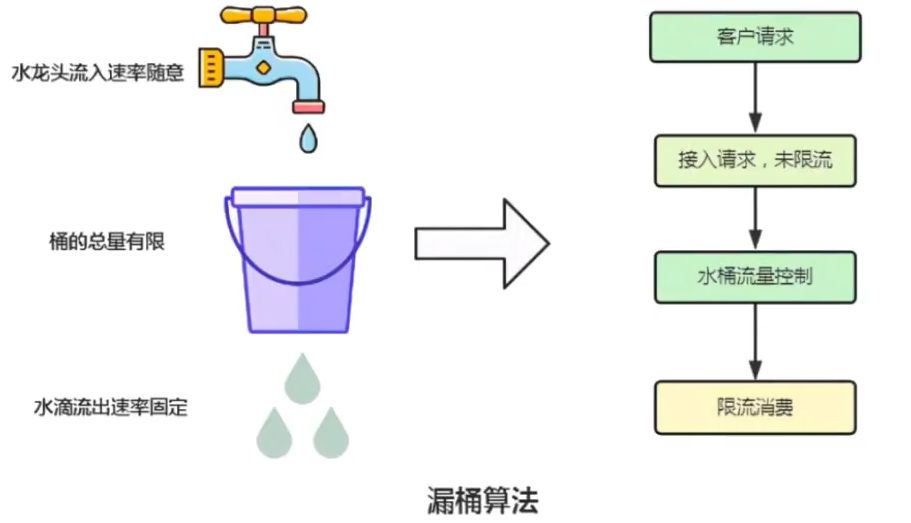 水龙头流入速率随意
桶的总量有限
水滴流出速率固定
客户请求
接入请求，未限流
水桶流量控制
限流消费
漏桶算法